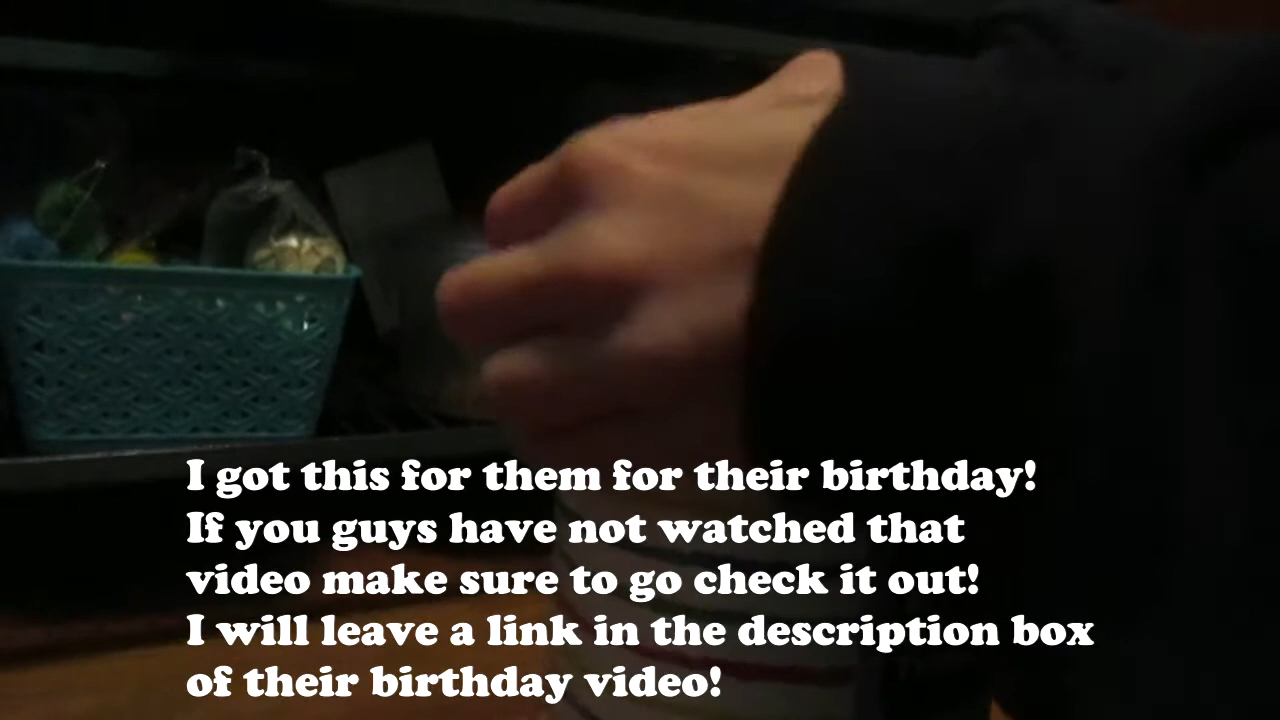 I got this for them for their birthday!
If you guys have not watched that
video make sure to go check it out!
I will leave a link in the description box
of their birthday video!